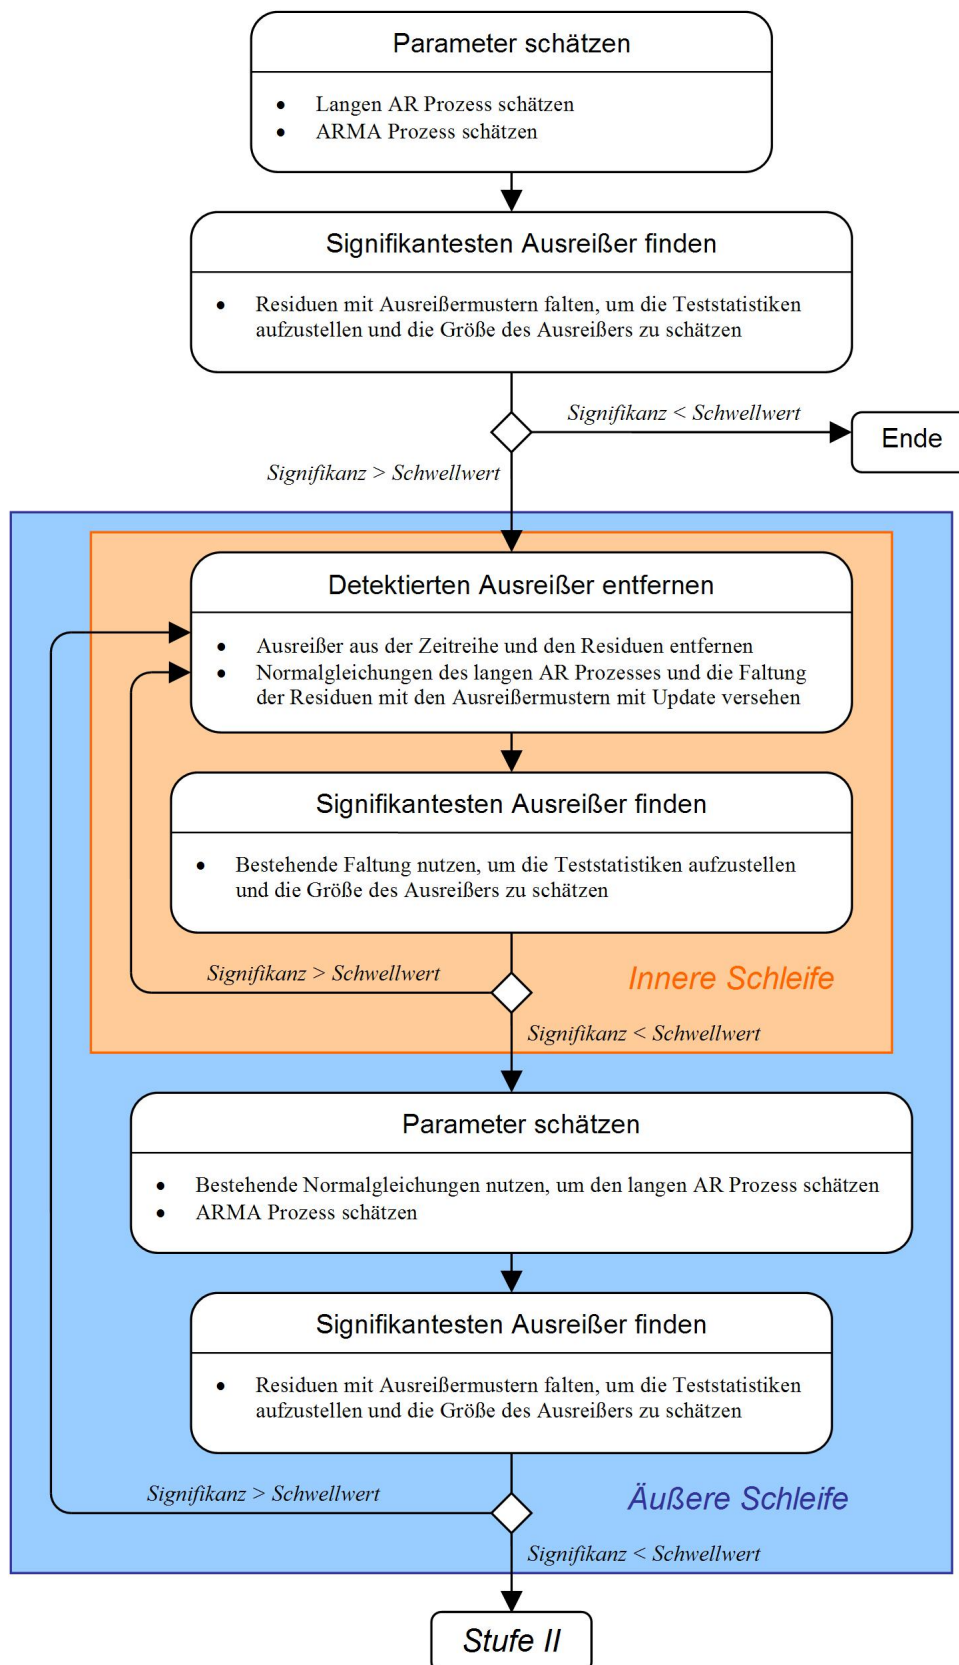 Parameter schätzen
• Langen AR Prozess schätzen
• ARMA Prozess schätzen
Signifikantesten Ausreißer finden
• Residuen mit Ausreißermustern falten, um die Teststatistiken
aufzustellen und die Größe des Ausreißers zu schätzen
Signifikanz < Schwellwert
Ende
Signifikanz > Schwellwert
Detektierten Ausreißer entfernen
• Ausreißer aus der Zeitreihe und den Residuen entfernen
• Normalgleichungen des langen AR Prozesses und die Faltung
der Residuen mit den Ausreißermustern mit Update versehen
Signifikantesten Ausreißer finden
• Bestehende Faltung nutzen, um die Teststatistiken aufzustellen
und die Größe des Ausreißers zu schätzen
Signifikanz > Schwellwert
Innere Schleife
Signifikanz < Schwellwert
Parameter schätzen
• Bestehende Normalgleichungen nutzen, um den langen AR Prozess schätzen
• ARMA Prozess schätzen
Signifikantesten Ausreißer finden
• Residuen mit Ausreißermustern falten, um die Teststatistiken
aufzustellen und die Größe des Ausreißers zu schätzen
Signifikanz > Schwellwert
Äußere Schleife
Signifikanz < Schwellwert
Stufe II